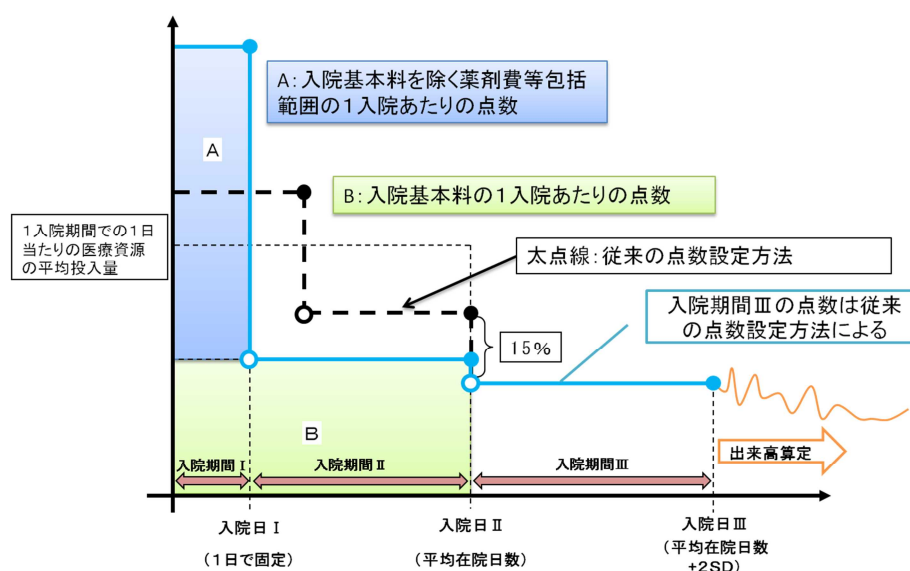 A：入院基本料を除く薬剤費等包括
範囲の１入院あたりの点数
A
B：入院基本料の１入院あたりの点数
１入院期間での１日
当たりの医療資源
の平均投入量
太点線：従来の点数設定方法
入院期間Ⅲの点数は従来
の点数設定方法による
15%
B
出来高算定
入院期間Ⅰ
入院期間Ⅱ
入院期間Ⅲ
入院日Ⅰ
（１日で固定）
入院日Ⅱ
（平均在院日数）
入院日Ⅲ
（平均在院日数
+2SD）